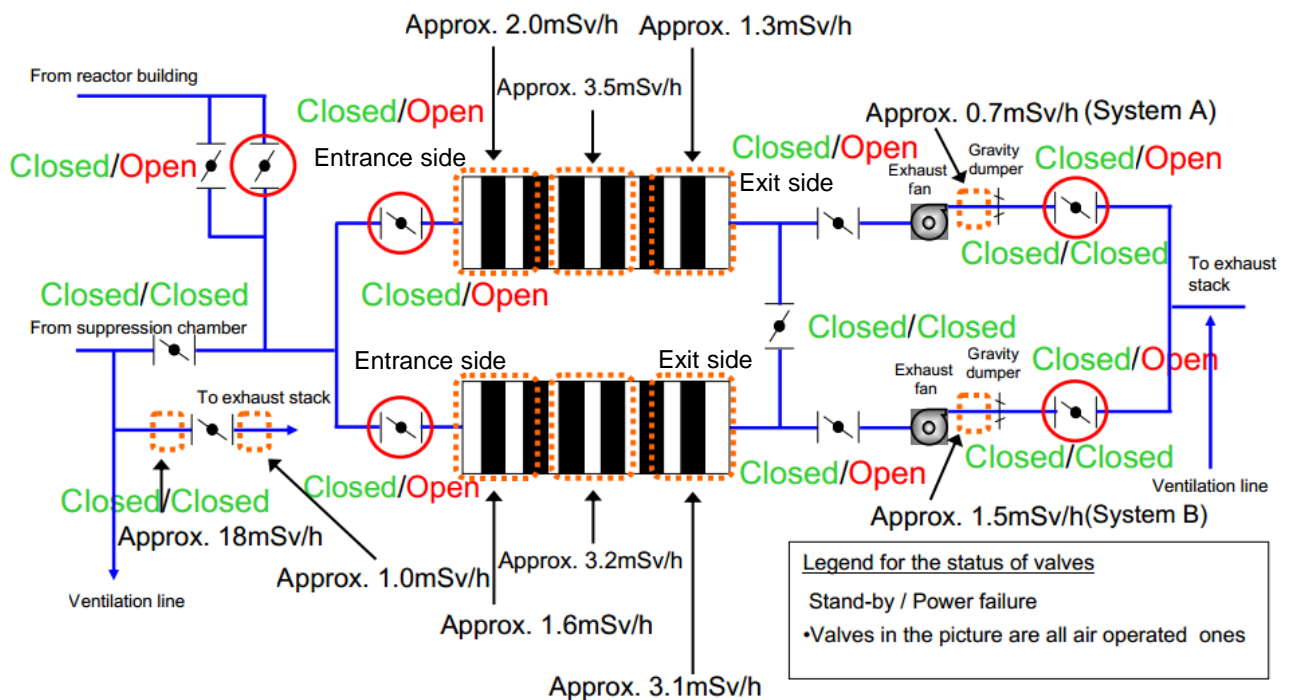 Approx. 2.0mSv/h
Approx. 1.3mSv/h
From reactor building
Approx. 3.5mSv/h
Closed/Open
Approx. 0.7mSv/h (System A)
Closed/Open
Entrance side
Closed/Open
Exit side
Exhaust
fan
Gravity
dumper
Closed/Open
Closed/Open
Closed/Closed
To exhaust
stack
Closed/Closed
From suppression chamber
Closed/Closed
Entrance side
Exit side
Exhaust
fan
Gravity
dumper
Closed/Open
To exhaust stack
Closed/Closed
Closed/Open
Closed/Open
Closed/Closed
Ventilation line
Approx. 18mSv/h
Approx. 1.5mSv/h(System B)
Approx. 1.0mSv/h
Approx. 3.2mSv/h
Ventilation line
Approx. 1.6mSv/h
Approx. 3.1mSv/h
Legend for the status of valves
Stand-by / Power failure
•Valves in the picture are all air operated ones